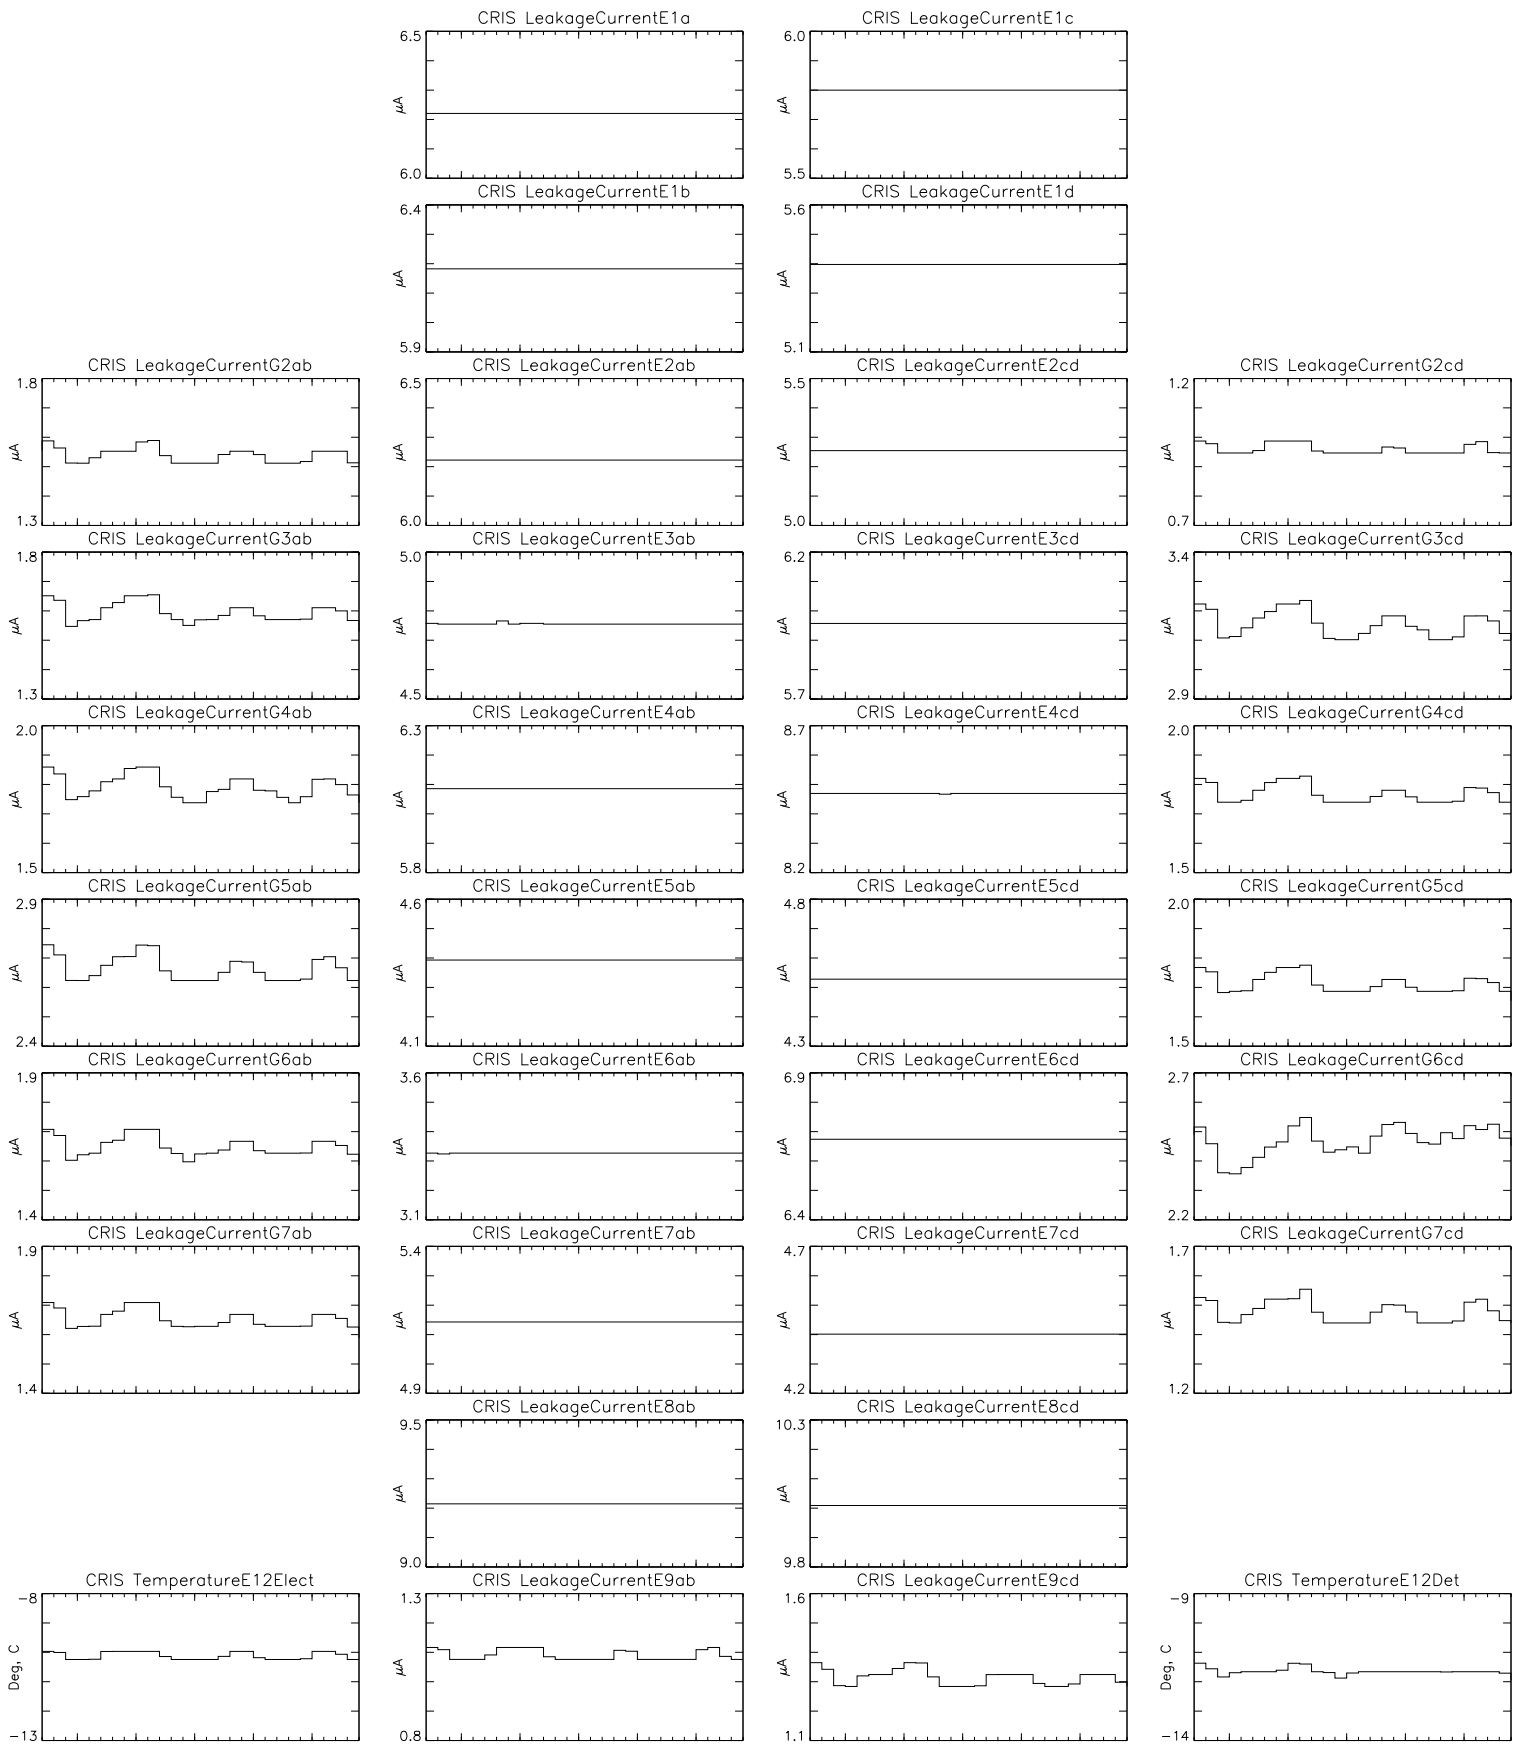 CRIS LeakageCurrentE1a CRIS LeakageCurrentE1c
6.5 6.0
μA μA
6.0 5.5
CRIS LeakageCurrentE1b CRIS LeakageCurrentE1d
6.4 5.6
μA μA
5.9 5.1
CRIS LeakageCurrentG2ab CRIS LeakageCurrentE2ab CRIS LeakageCurrentE2cd CRIS LeakageCurrentG2cd
1.8 6.5 5.5 1.2
μA μA μA μA
1.3 6.0 5.0 0.7
CRIS LeakageCurrentG3ab CRIS LeakageCurrentE3ab CRIS LeakageCurrentE3cd CRIS LeakageCurrentG3cd
1.8 5.0 6.2 3.4
μA μA μA μA
1.3 4.5 5.7 2.9
CRIS LeakageCurrentG4ab CRIS LeakageCurrentE4ab CRIS LeakageCurrentE4cd CRIS LeakageCurrentG4cd
2.0 6.3 8.7 2.0
μA μA μA μA
1.5 5.8 8.2 1.5
CRIS LeakageCurrentG5ab CRIS LeakageCurrentE5ab CRIS LeakageCurrentE5cd CRIS LeakageCurrentG5cd
2.9 4.6 4.8 2.0
μA μA μA μA
2.4 4.1 4.3 1.5
CRIS LeakageCurrentG6ab CRIS LeakageCurrentE6ab CRIS LeakageCurrentE6cd CRIS LeakageCurrentG6cd
1.9 3.6 6.9 2.7
μA μA μA μA
1.4 3.1 6.4 2.2
CRIS LeakageCurrentG7ab CRIS LeakageCurrentE7ab CRIS LeakageCurrentE7cd CRIS LeakageCurrentG7cd
1.9 5.4 4.7 1.7
μA μA μA μA
1.4 4.9 4.2 1.2
CRIS LeakageCurrentE8ab CRIS LeakageCurrentE8cd
9.5 10.3
μA μA
9.0 9.8
CRIS TemperatureE12Elect CRIS LeakageCurrentE9ab CRIS LeakageCurrentE9cd CRIS TemperatureE12Det
-8 1.3 1.6 -9
Deg, C μA μA Deg, C
-13 0.8 1.1 -14